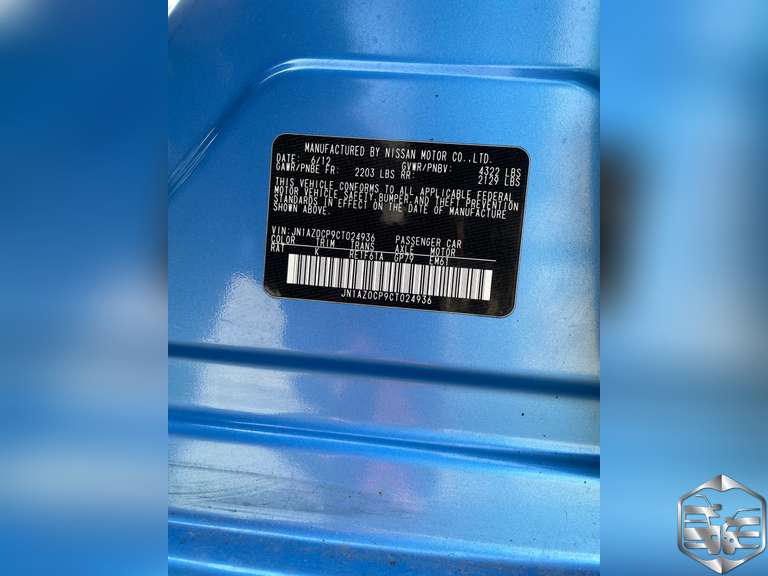 MANUFACTURED BY NISSAN MOTOR CO.,LTD.
DATE: 6/12 GVWR/PNBV: 4322 LBS
GAWR/PNBE FR: 2203 LBS RR 2129 LBS
THIS VEHICLE CONFORMS TO ALL APPLICABLE FEDERAL
MOTOR VEHICLE SAFETY, BUMPER, AND THEFT PREVENTION
STANDARDS IN EFFECT ON THE DATE OF MANUFACTURE
SHOWN ABOVE.
VIN: JN1AZ0CP9CT024936 PASSENGER CAR
COLOR TRIM TRANS AXLE MOTOR
RAT K RE1F61A GP79 EM61
JN1AZ0CP9CT024936